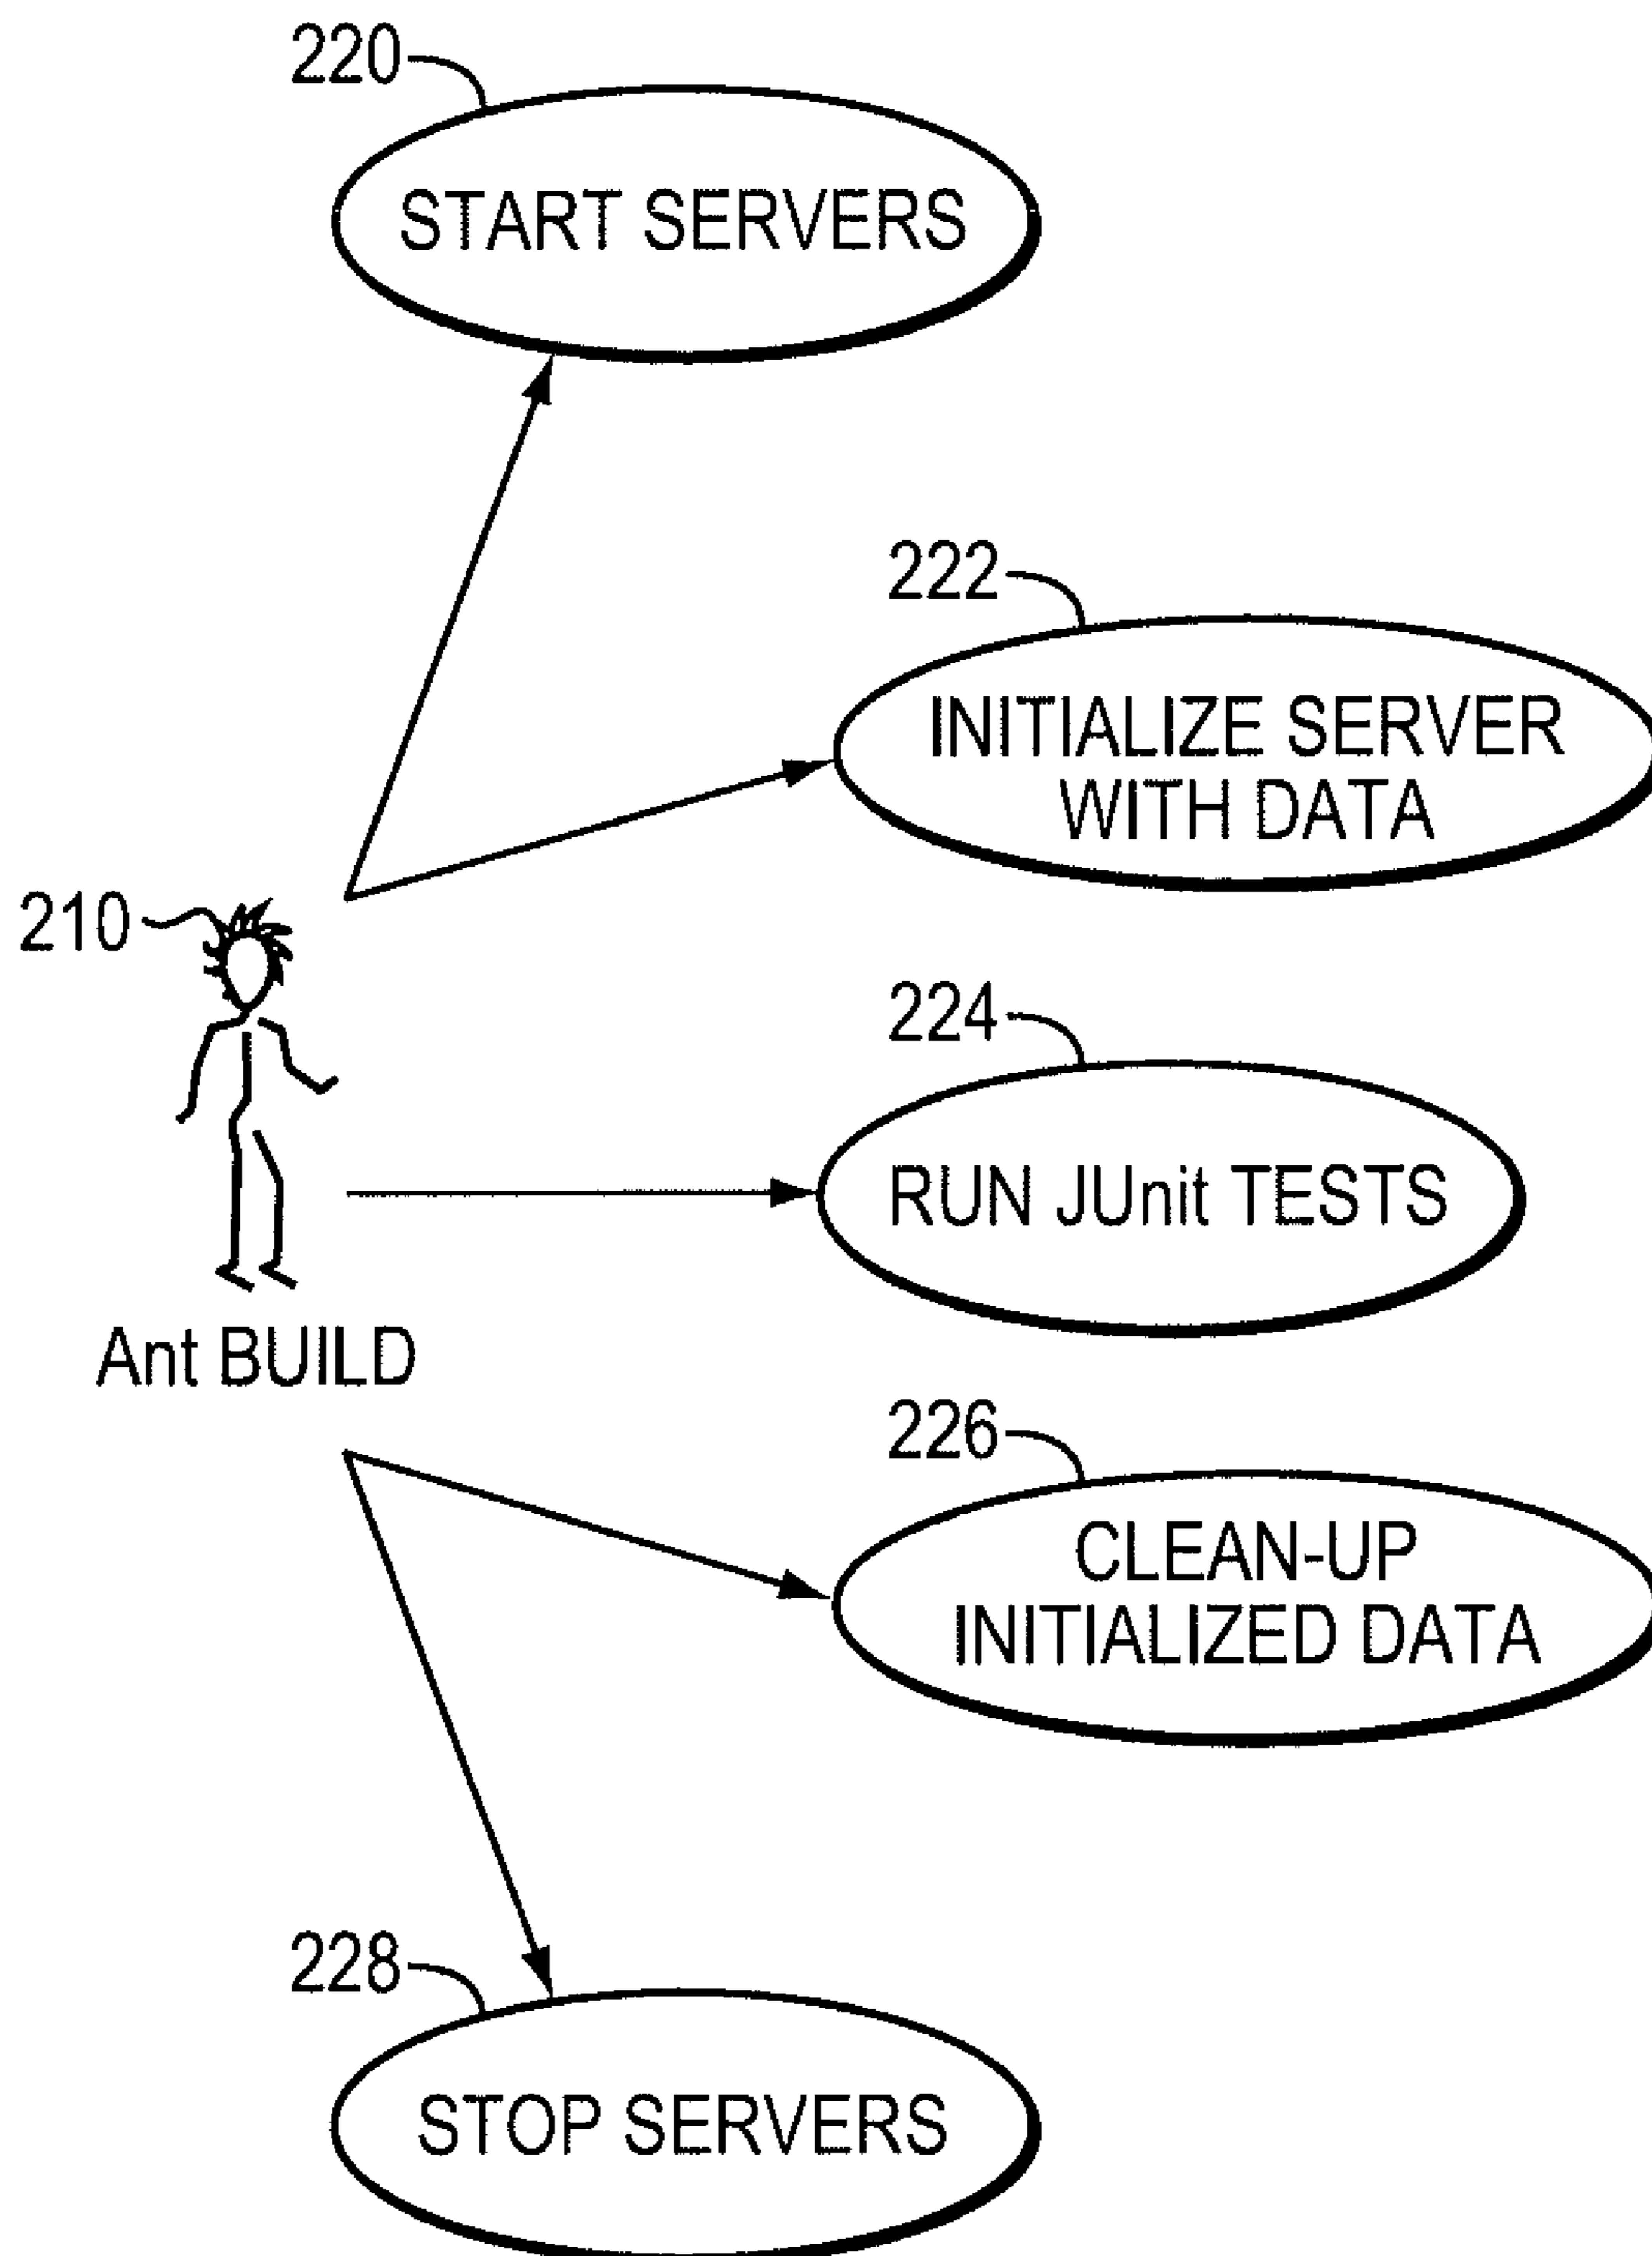 220
START SERVERS
222
INITIALIZE SERVER
WITH DATA
210
224
RUN JUnit TESTS
Ant BUILD
226
CLEAN-UP
INITIALIZED DATA
228
STOP SERVERS